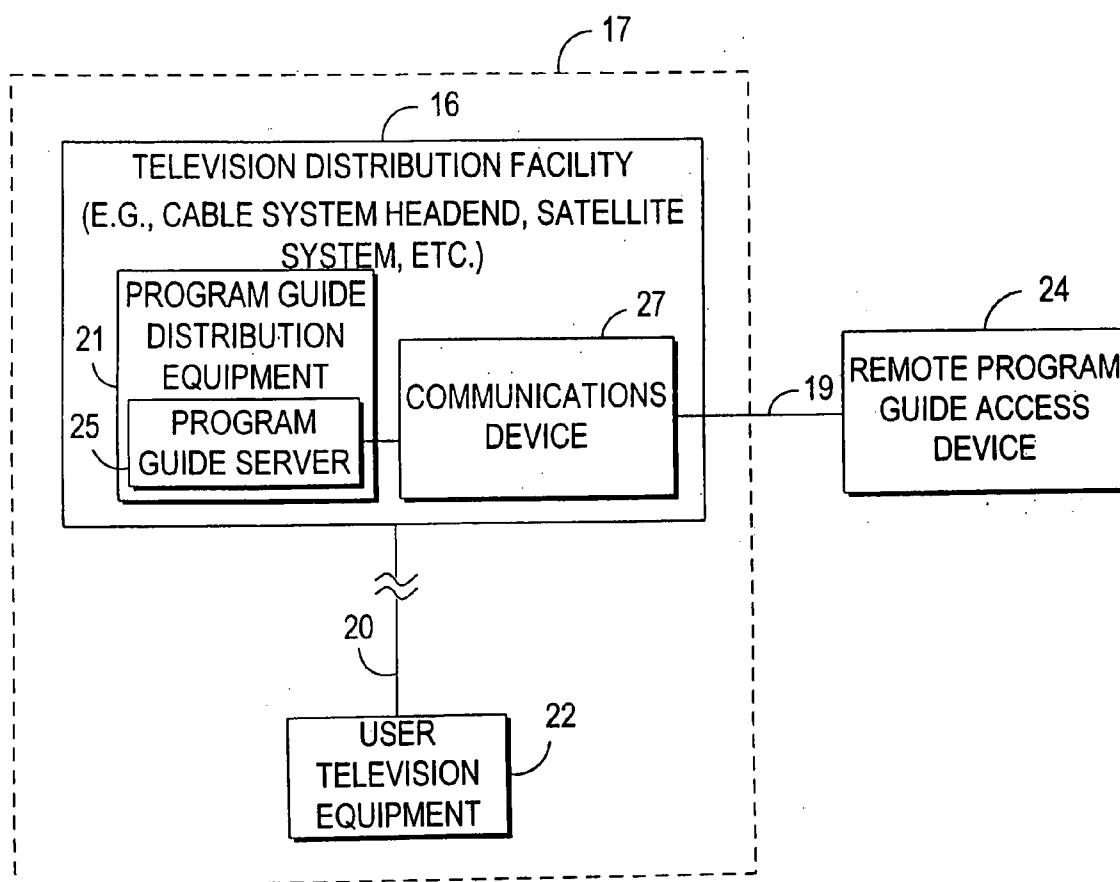 17
16
TELEVISION DISTRIBUTION FACILITY
(E.G., CABLE SYSTEM HEADEND, SATELLITE
SYSTEM, ETC.)
PROGRAM GUIDE
DISTRIBUTION
EQUIPMENT
21
25
PROGRAM
GUIDE SERVER
27
COMMUNICATIONS
DEVICE
19
24
REMOTE PROGRAM
GUIDE ACCESS
DEVICE
20
22
USER
TELEVISION
EQUIPMENT